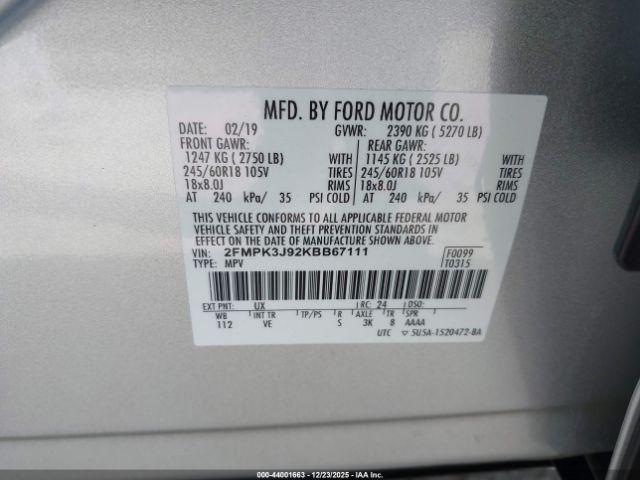 MFD. BY FORD MOTOR CO.
DATE: 02/19 GVWR: 2390 KG ( 5270 LB)
FRONT GAWR: REAR GAWR:
1247 KG ( 2750 LB) WITH 1145 KG ( 2525 LB) WITH
245/60R18 105V TIRES 245/60R18 105V TIRES
18x8.0J RIMS 18x8.0J RIMS
AT 240 kPa/ 35 PSI COLD AT 240 kPa/ 35 PSI COLD
THIS VEHICLE CONFORMS TO ALL APPLICABLE FEDERAL MOTOR
VEHICLE SAFETY AND THEFT PREVENTION STANDARDS IN
EFFECT ON THE DATE OF MANUFACTURE SHOWN ABOVE.
VIN: 2FMPK3J92KBB67111 F0099
TYPE: MPV T0315
EXT PNT: UX RC: 24 DSO:
WB INT TR TP/PS R AXLE TR SPR
112 VE S 3K 8 AAAA
UTC ▽ 5U5A-1520472-BA
00-44001663 - 12/23/2025 - IAA Inc.